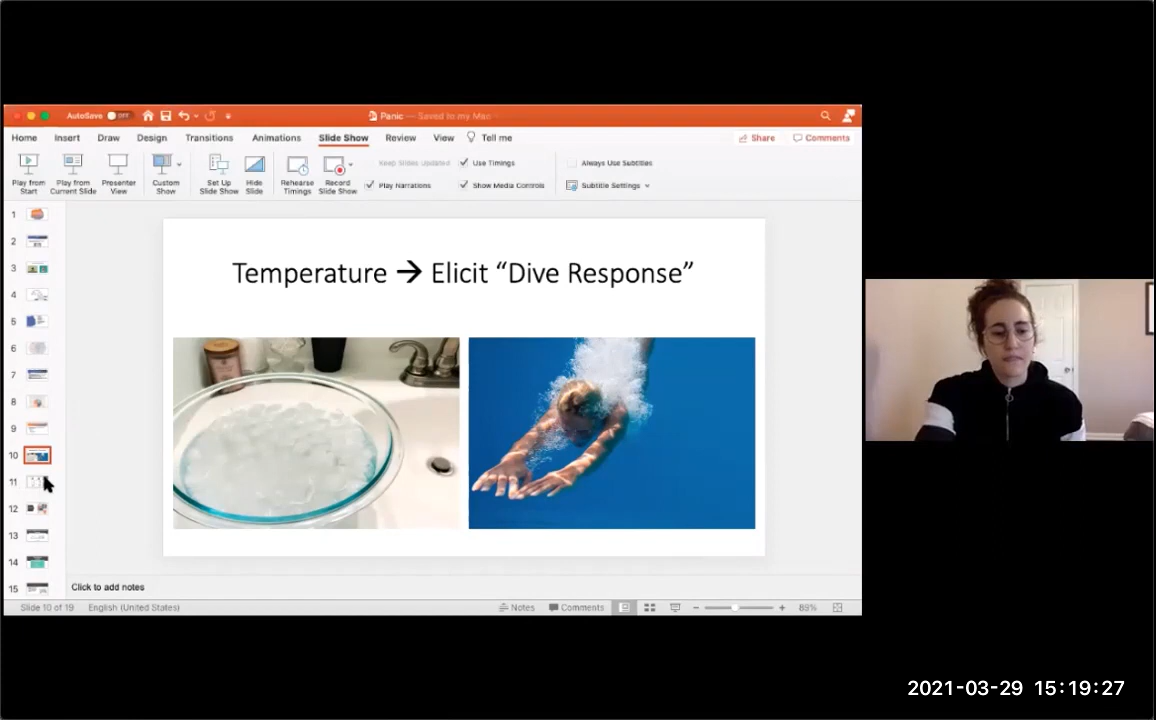 AutoSave OFF
Panic — Saved to my Mac
Home Insert Draw Design Transitions Animations Slide Show Review View Tell me Share Comments
Play from Start
Play from Current Slide
Presenter View
Custom Show
Set Up Slide Show
Hide Slide
Rehearse Timings
Record Slide Show
Keep Slides Updated
Play Narrations
Use Timings
Show Media Controls
Always Use Subtitles
Subtitle Settings
1
2
3
4
5
6
7
8
9
10
11
12
13
14
15
Temperature → Elicit “Dive Response”
Click to add notes
Slide 10 of 19 English (United States) Notes Comments 89%
2021-03-29 15:19:27